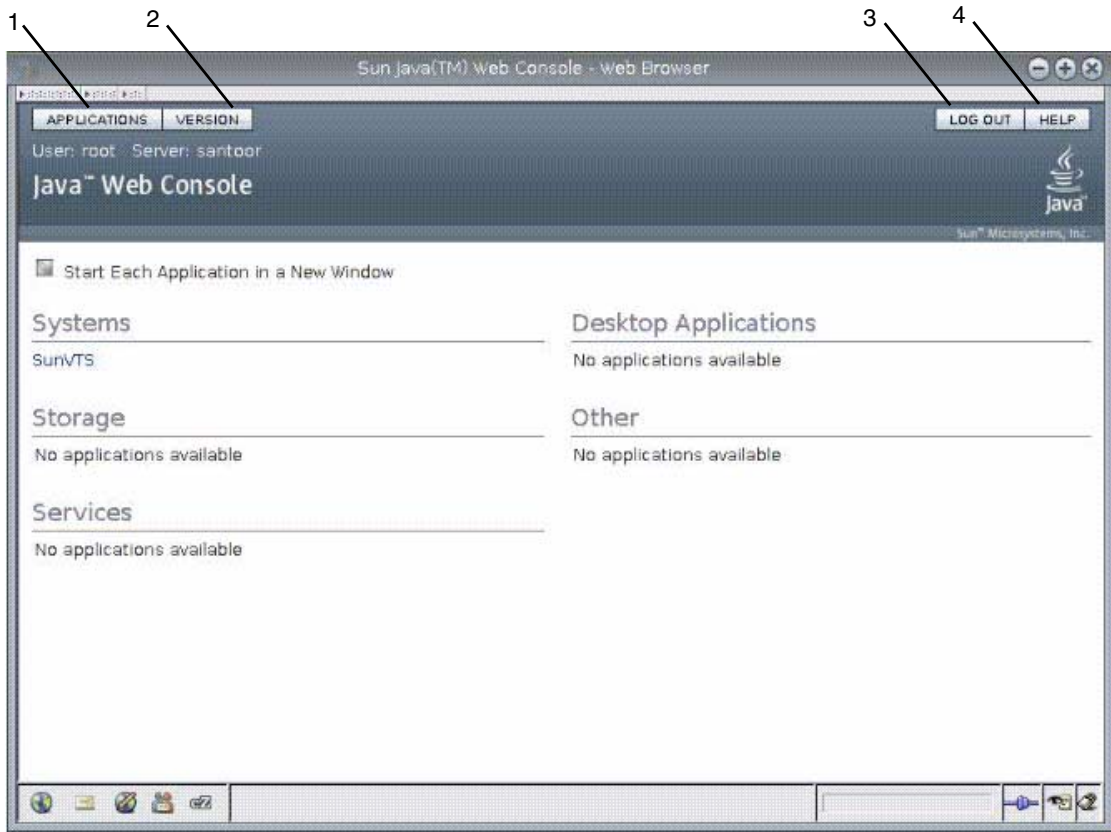 1 2 3 4
Sun Java(TM) Web Console - Web Browser
APPLICATIONS VERSION LOG OUT HELP
User: root Server: santoor
Java™ Web Console
Java
Sun™ Microsystems, Inc.
Start Each Application in a New Window
Systems
SunVTS
Desktop Applications
No applications available
Storage
No applications available
Other
No applications available
Services
No applications available